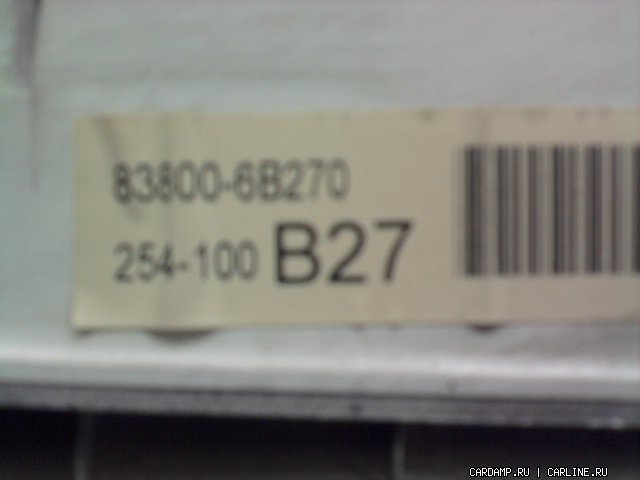 83800-6B270
254-100 B27
CARDAMP.RU | CARLINE.RU